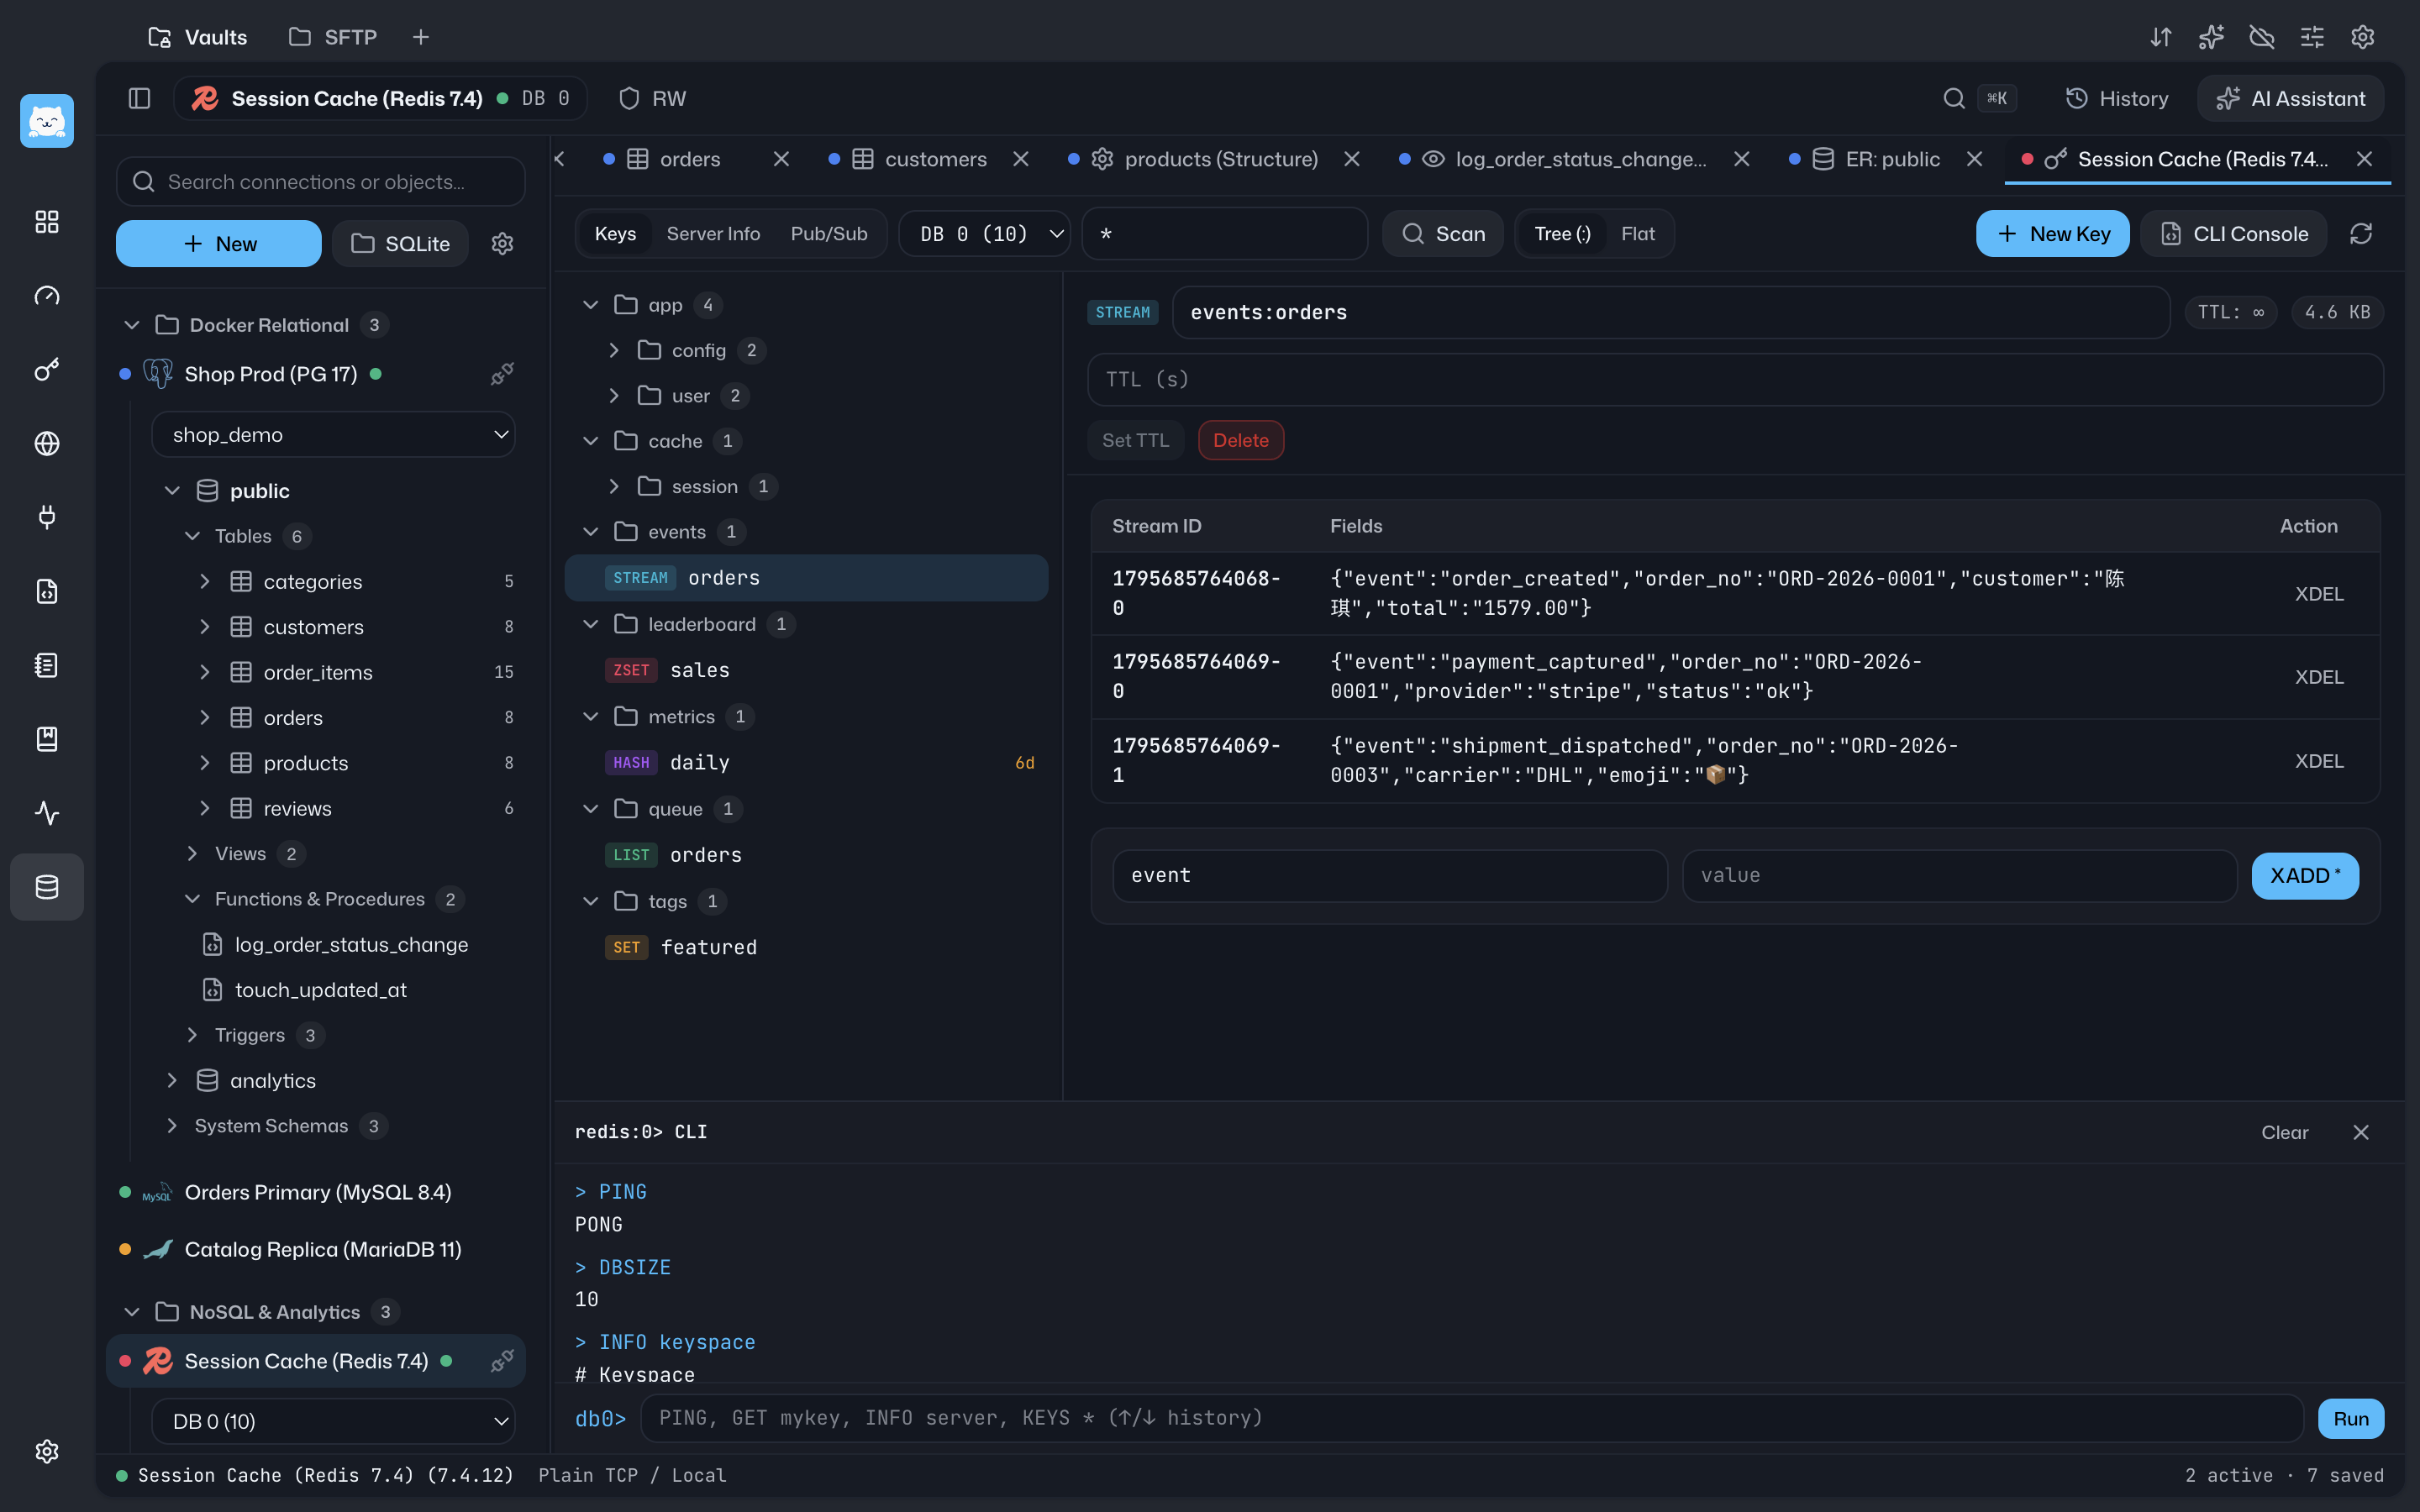 Vaults SFTP
Session Cache (Redis 7.4) DB 0 RW ⌘K History AI Assistant
Search connections or objects...
New SQLite
Docker Relational 3
Shop Prod (PG 17)
shop_demo
public
Tables 6
categories 5
customers 8
order_items 15
orders 8
products 8
reviews 6
Views 2
Functions & Procedures 2
log_order_status_change
touch_updated_at
Triggers 3
analytics
System Schemas 3
MySQL Orders Primary (MySQL 8.4)
Catalog Replica (MariaDB 11)
NoSQL & Analytics 3
Session Cache (Redis 7.4)
DB 0 (10)
orders customers products (Structure) log_order_status_change... ER: public Session Cache (Redis 7.4...
Keys Server Info Pub/Sub DB 0 (10) * Scan Tree (:) Flat New Key CLI Console
app 4
config 2
user 2
cache 1
session 1
events 1
STREAM orders
leaderboard 1
ZSET sales
metrics 1
HASH daily 6d
queue 1
LIST orders
tags 1
SET featured
STREAM events:orders TTL: ∞ 4.6 KB
TTL (s)
Set TTL Delete
Stream ID Fields Action
1795685764068-0 {"event":"order_created","order_no":"ORD-2026-0001","customer":"陈
琪","total":"1579.00"} XDEL
1795685764069-0 {"event":"payment_captured","order_no":"ORD-2026-
0001","provider":"stripe","status":"ok"} XDEL
1795685764069-1 {"event":"shipment_dispatched","order_no":"ORD-2026-
0003","carrier":"DHL","emoji":"📦"} XDEL
event value XADD *
redis:0> CLI Clear
> PING
PONG
> DBSIZE
10
> INFO keyspace
# Keyspace
db0> PING, GET mykey, INFO server, KEYS * (↑/↓ history) Run
Session Cache (Redis 7.4) (7.4.12) Plain TCP / Local 2 active · 7 saved